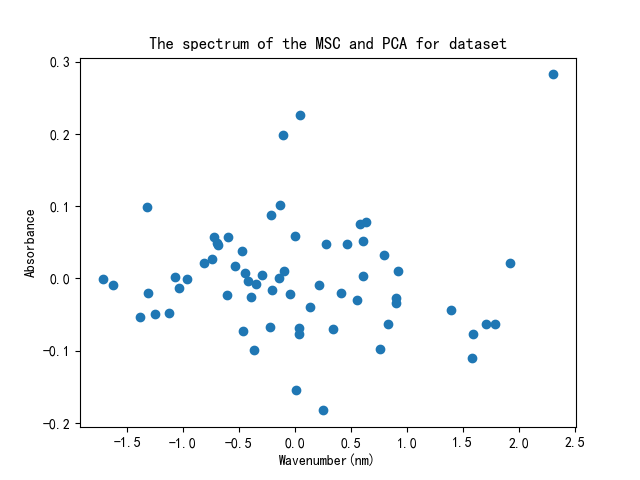 The spectrum of the MSC and PCA for dataset
0.3
0.2
0.1
0.0
-0.1
-0.2
Absorbance
-1.5 -1.0 -0.5 0.0 0.5 1.0 1.5 2.0 2.5
Wavenumber(nm)